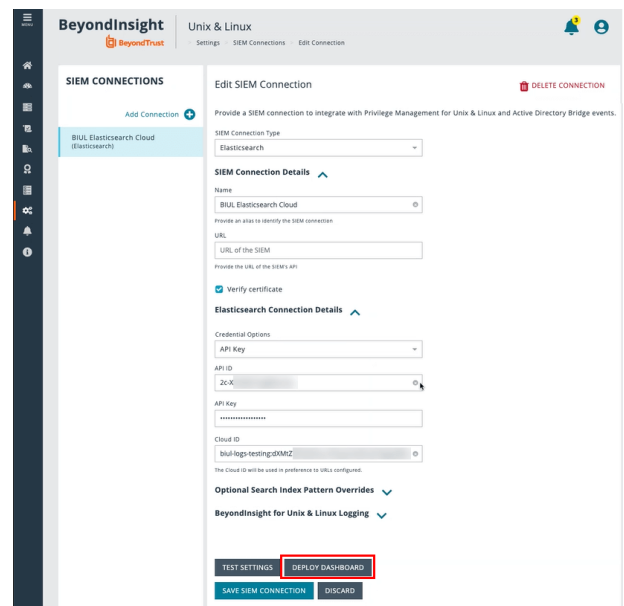 MENU
BeyondInsight
BeyondTrust
Unix & Linux
Settings SIEM Connections Edit Connection
3
SIEM CONNECTIONS
Add Connection
BIUL Elasticsearch Cloud
(Elasticsearch)
Edit SIEM Connection
DELETE CONNECTION
Provide a SIEM connection to integrate with Privilege Management for Unix & Linux and Active Directory Bridge events.
SIEM Connection Type
Elasticsearch
SIEM Connection Details
Name
BIUL Elasticsearch Cloud
Provide an alias to identify the SIEM connection
URL
URL of the SIEM
Provide the URL of the SIEM's API
Verify certificate
Elasticsearch Connection Details
Credential Options
API Key
API ID
2c-X
API Key
Cloud ID
biul-logs-testing:dXMtZ
The Cloud ID will be used in preference to URLs configured.
Optional Search Index Pattern Overrides
BeyondInsight for Unix & Linux Logging
TEST SETTINGS DEPLOY DASHBOARD
SAVE SIEM CONNECTION DISCARD